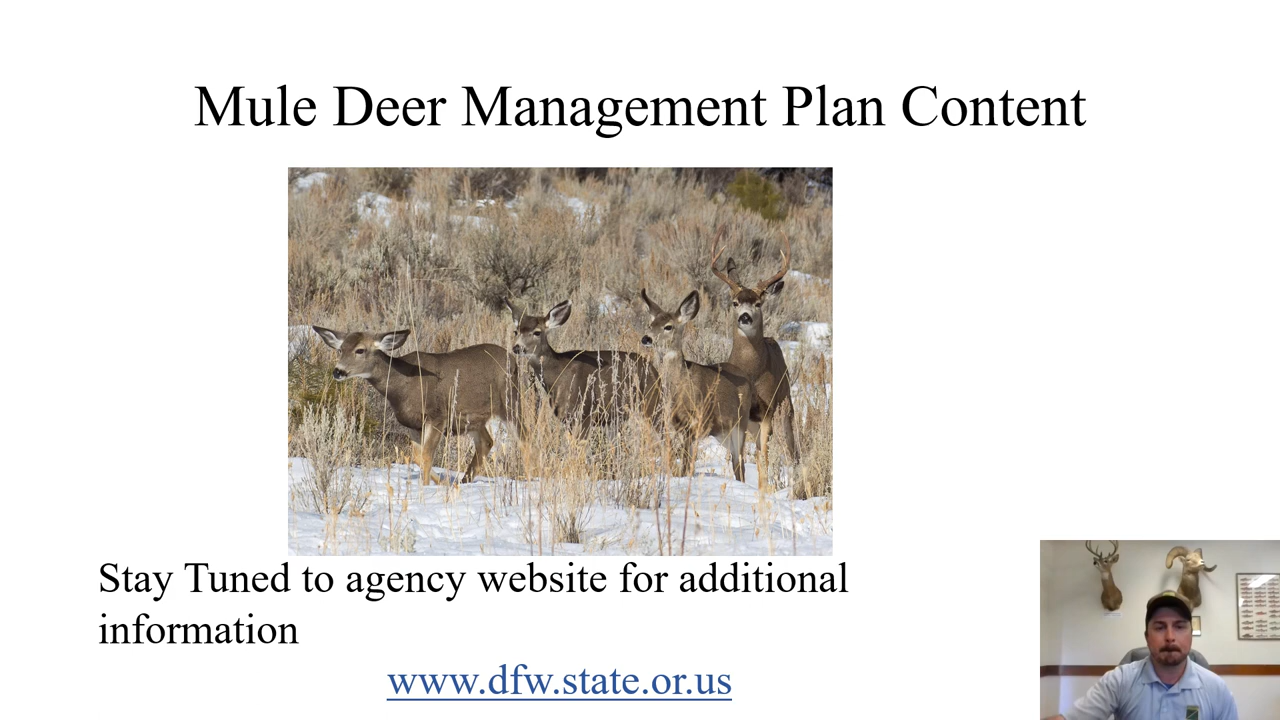 Mule Deer Management Plan Content
Stay Tuned to agency website for additional
information
www.dfw.state.or.us